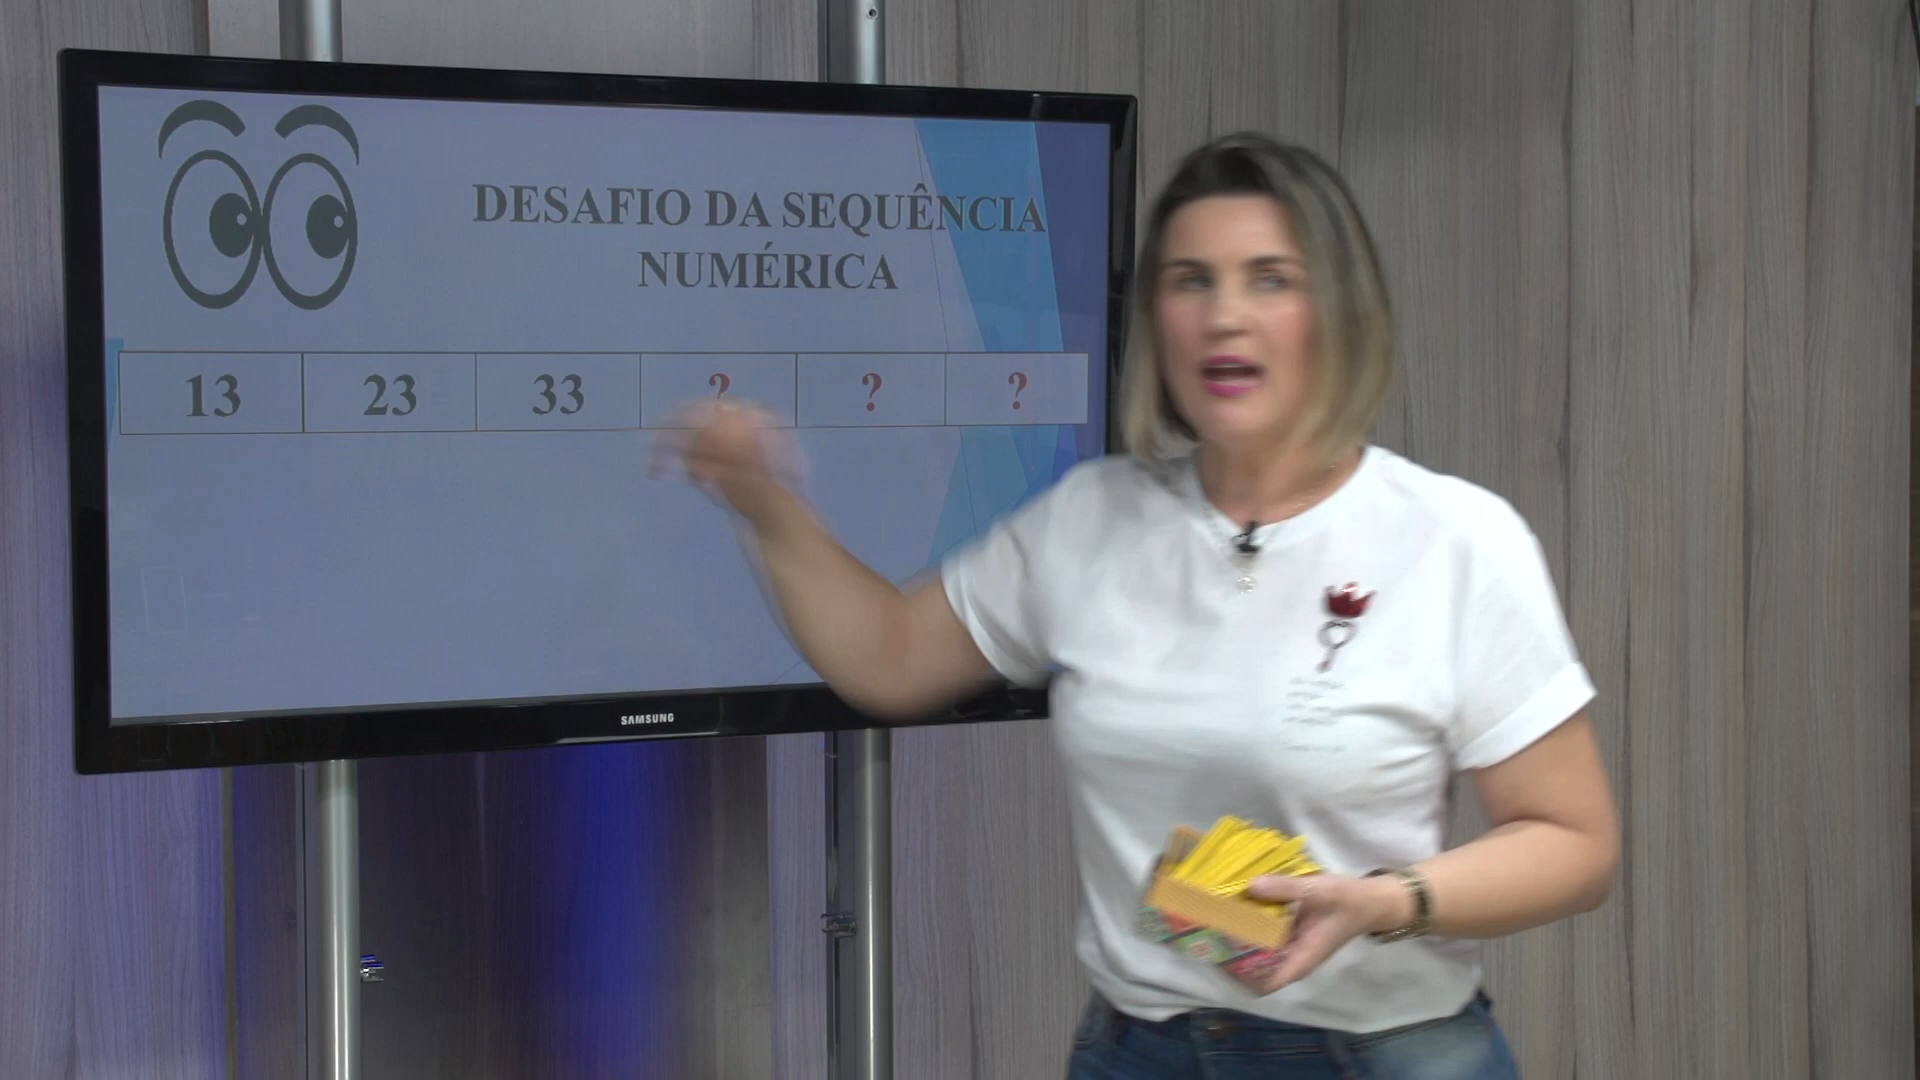 DESAFIO DA SEQUÊNCIA
NUMÉRICA
13 23 33 ? ? ?
SAMSUNG